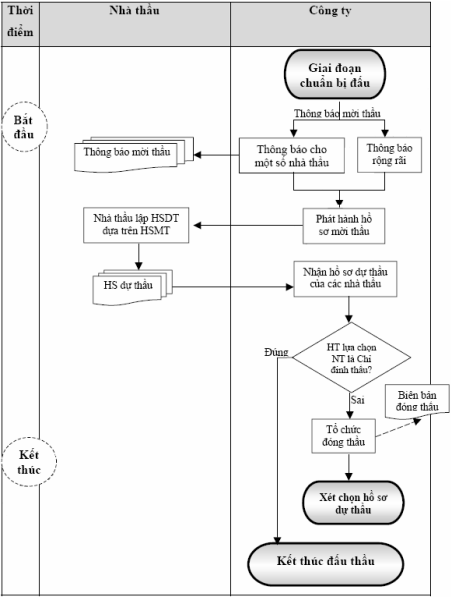 Thời
điểm
Nhà thầu
Công ty
Giai đoạn
chuẩn bị đấu
Bắt
đầu
Thông báo mời thầu
Thông báo mời thầu
Thông báo cho
một số nhà thầu
Thông báo
rộng rãi
Nhà thầu lập HSDT
dựa trên HSMT
Phát hành hồ
sơ mời thầu
HS dự thầu
Nhận hồ sơ dự thầu
của các nhà thầu
Đúng
HT lựa chọn
NT là Chỉ
định thầu?
Sai
Biên bản
đóng thầu
Tổ chức
đóng thầu
Kết
thúc
Xét chọn hồ sơ
dự thầu
Kết thúc đấu thầu